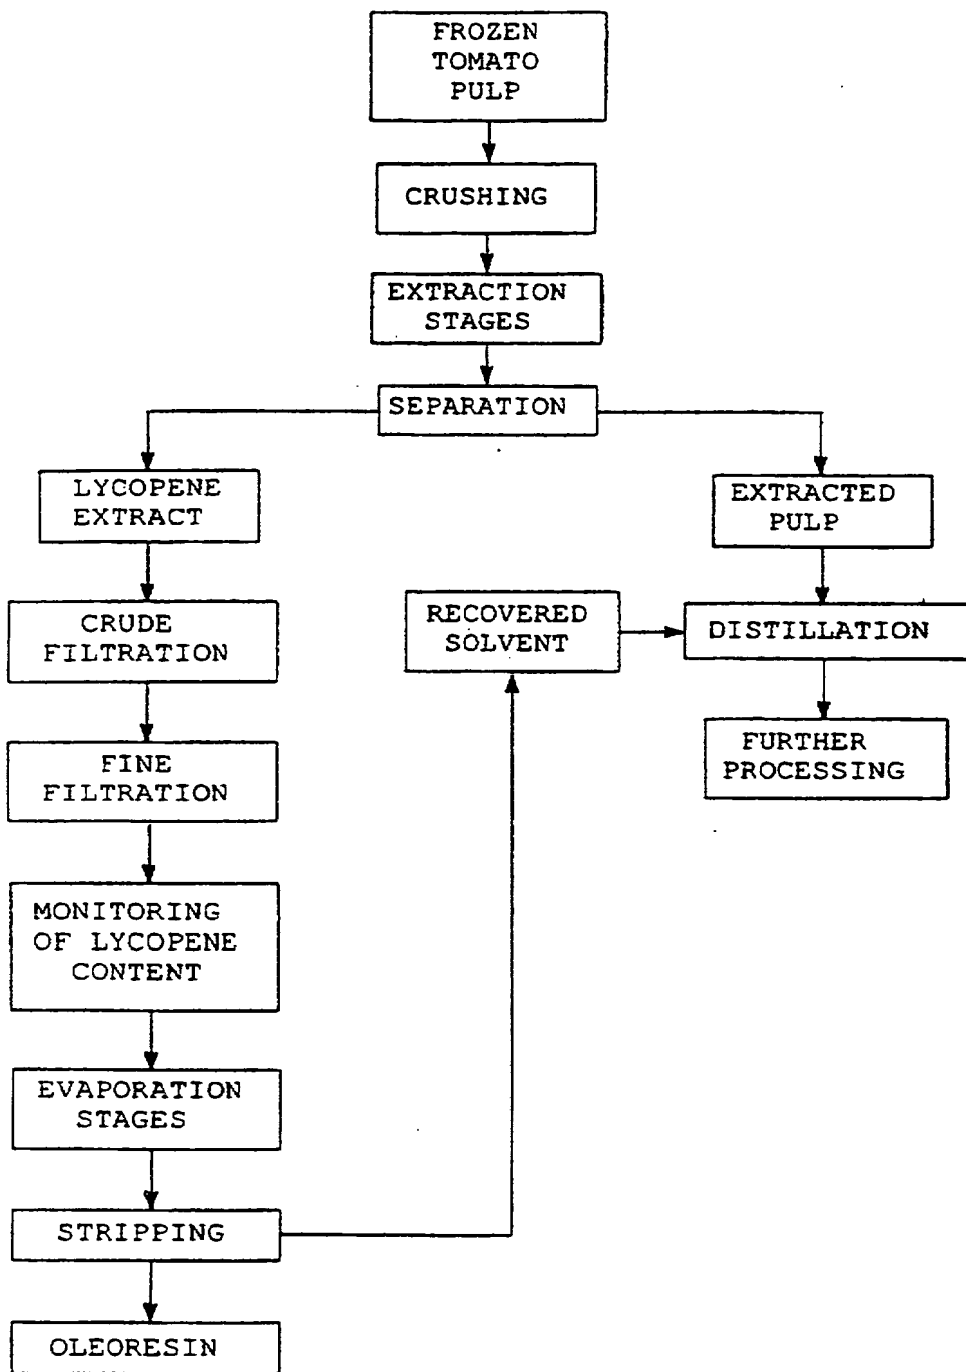 FROZEN
TOMATO
PULP
CRUSHING
EXTRACTION
STAGES
SEPARATION
LYCOPENE
EXTRACT
EXTRACTED
PULP
CRUDE
FILTRATION
RECOVERED
SOLVENT
DISTILLATION
FINE
FILTRATION
FURTHER
PROCESSING
MONITORING
OF LYCOPENE
CONTENT
EVAPORATION
STAGES
STRIPPING
OLEORESIN